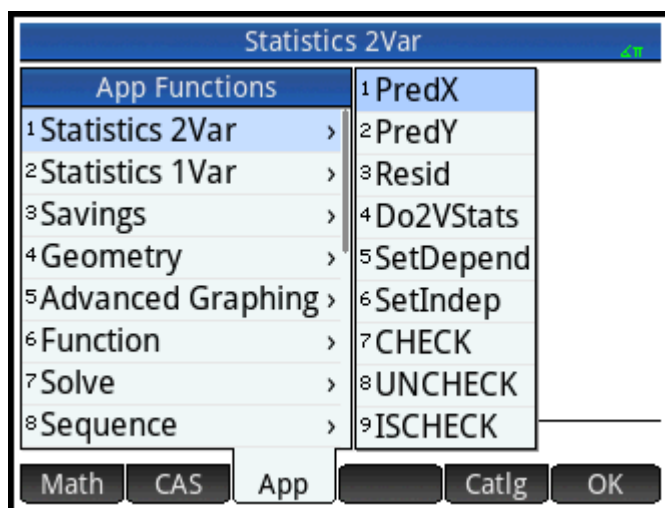 Statistics 2Var
∡π
App Functions
1 Statistics 2Var ›
2 Statistics 1Var ›
3 Savings ›
4 Geometry ›
5 Advanced Graphing ›
6 Function ›
7 Solve ›
8 Sequence ›
1 PredX
2 PredY
3 Resid
4 Do2VStats
5 SetDepend
6 SetIndep
7 CHECK
8 UNCHECK
9 ISCHECK
Math CAS App Catlg OK